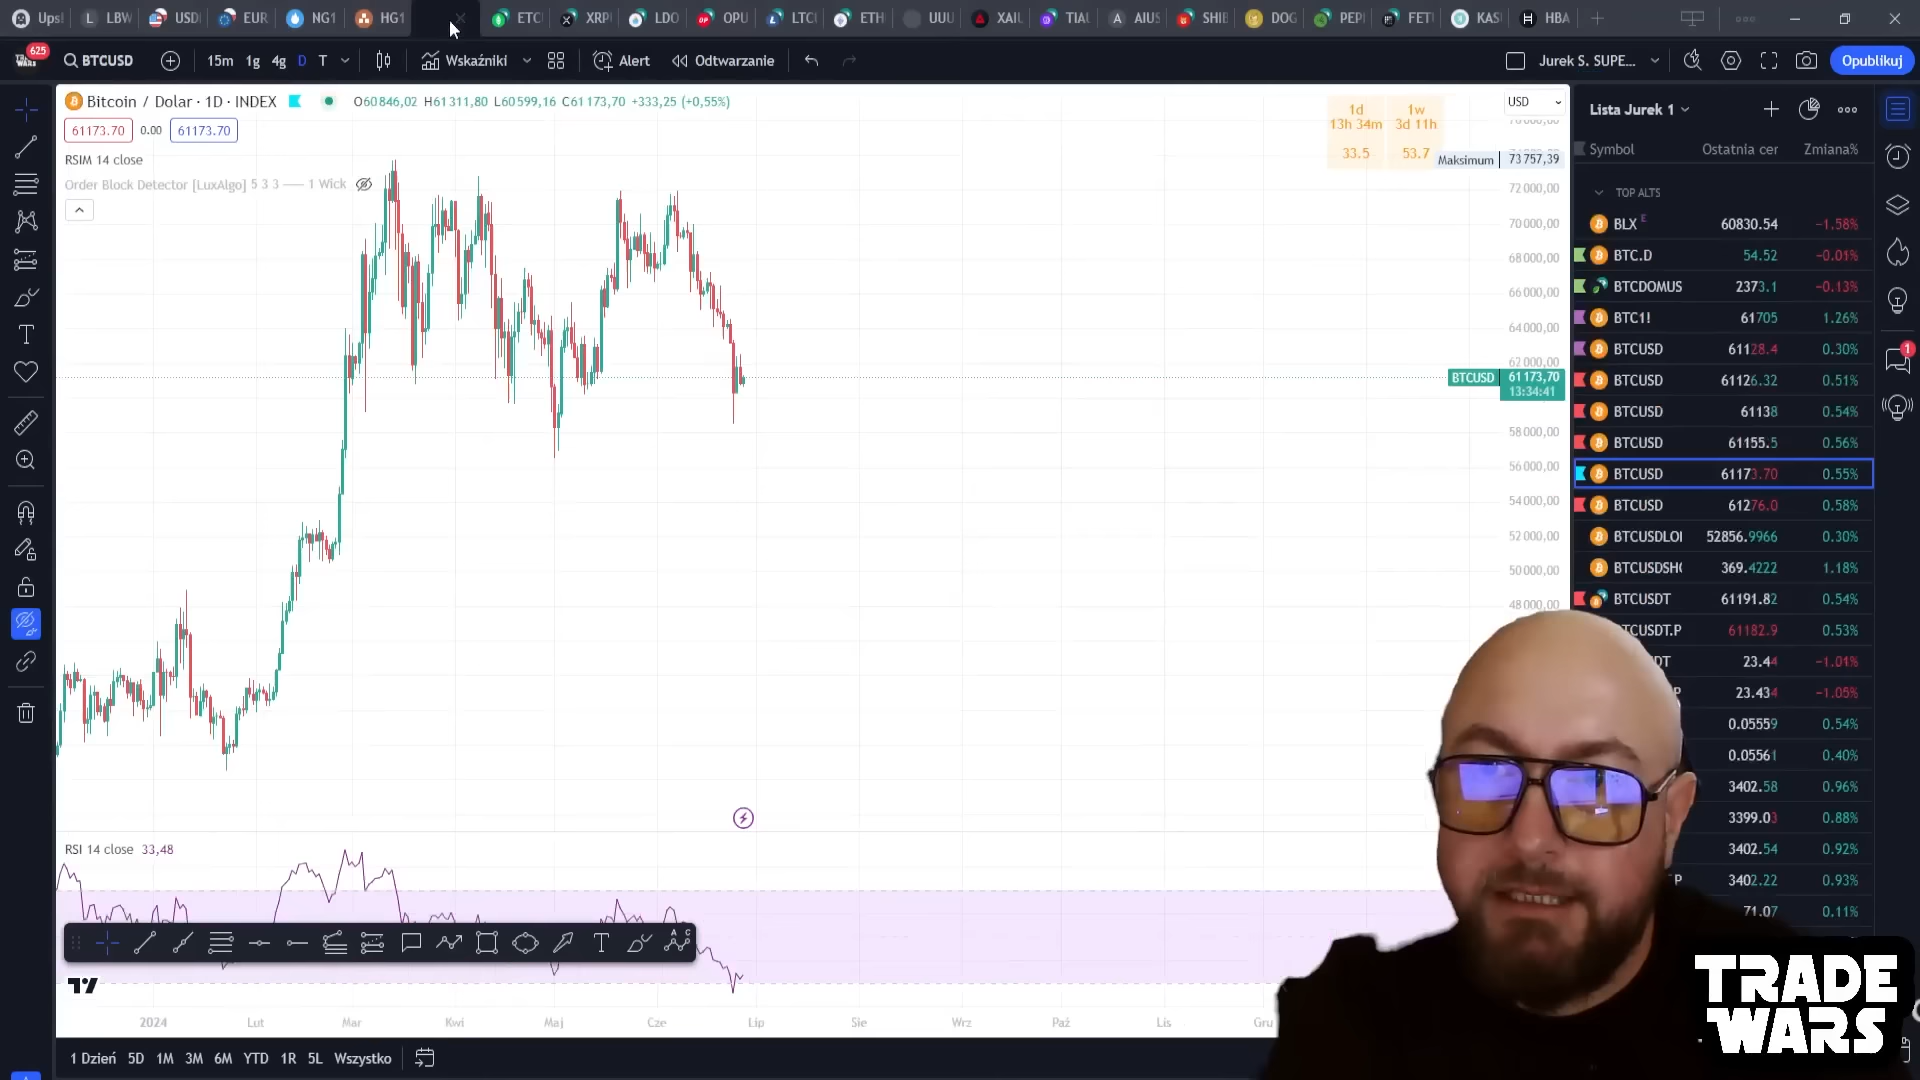 Ups!
LBW
USD
EUR
NG1
HG1
ETC
XRP
LDO
OPU
LTC
ETH
UUU
XAIU
TIAU
AIUS
SHIB
DOG
PEPI
FET
KAS
HBA
TRADE WARS 625
BTCUSD
15m 1g 4g D T
Wskaźniki
Alert
Odtwarzanie
Jurek S. SUPE...
Opublikuj
Bitcoin / Dolar · 1D · INDEX
O60 846,02 H61 311,80 L60 599,16 C61 173,70 +333,25 (+0,55%)
61173.70 0.00 61173.70
RSIM 14 close
Order Block Detector [LuxAlgo] 5 3 3 —— 1 Wick
1d 1w
13h 34m 3d 11h
33.5 53.7
USD
Maksimum 73 757,39
72 000,00
70 000,00
68 000,00
66 000,00
64 000,00
62 000,00
BTCUSD 61 173,70
13:34:41
58 000,00
56 000,00
54 000,00
52 000,00
50 000,00
48 000,00
RSI 14 close 33,48
2024 Lut Mar Kwi Maj Cze Lip Sie Wrz Paź Lis Gru
1 Dzień 5D 1M 3M 6M YTD 1R 5L Wszystko
Lista Jurek 1
Symbol Ostatnia cer Zmiana%
TOP ALTS
BLX E 60830.54 −1.58%
BTC.D 54.52 −0.01%
BTCDOMUS 2373.1 −0.13%
BTC1! 61705 1.26%
BTCUSD 61128.4 0.30%
BTCUSD 61126.32 0.51%
BTCUSD 61138 0.54%
BTCUSD 61155.5 0.56%
BTCUSD 61173.70 0.55%
BTCUSD 61276.0 0.58%
BTCUSDLOI 52856.9966 0.30%
BTCUSDSH( 369.4222 1.18%
BTCUSDT 61191.82 0.54%
TCUSDT.P 61182.9 0.53%
DT 23.44 −1.01%
P 23.434 −1.05%
0.05559 0.54%
0.05561 0.40%
3402.58 0.96%
3399.03 0.88%
3402.54 0.92%
P 3402.22 0.93%
71.07 0.11%
1
TRADE
WARS